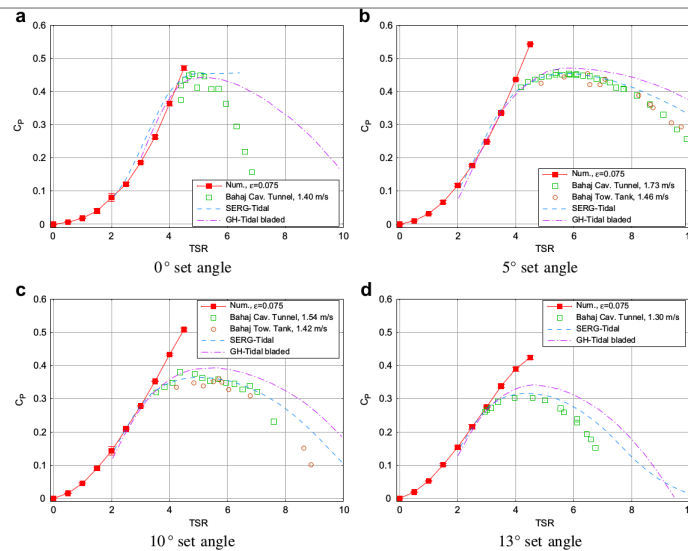 a
0.6
0.5
0.4
0.3
0.2
0.1
0
C_P
Num., ε=0.075
Bahaj Cav. Tunnel, 1.40 m/s
SERG-Tidal
GH-Tidal bladed
0 2 4 6 8 10
TSR
0° set angle
b
0.6
0.5
0.4
0.3
0.2
0.1
0
C_P
Num., ε=0.075
Bahaj Cav. Tunnel, 1.73 m/s
Bahaj Tow. Tank, 1.46 m/s
SERG-Tidal
GH-Tidal bladed
0 2 4 6 8 10
TSR
5° set angle
c
0.6
0.5
0.4
0.3
0.2
0.1
0
C_P
Num., ε=0.075
Bahaj Cav. Tunnel, 1.54 m/s
Bahaj Tow. Tank, 1.42 m/s
SERG-Tidal
GH-Tidal bladed
0 2 4 6 8 10
TSR
10° set angle
d
0.6
0.5
0.4
0.3
0.2
0.1
0
C_P
Num., ε=0.075
Bahaj Cav. Tunnel, 1.30 m/s
SERG-Tidal
GH-Tidal bladed
0 2 4 6 8 10
TSR
13° set angle